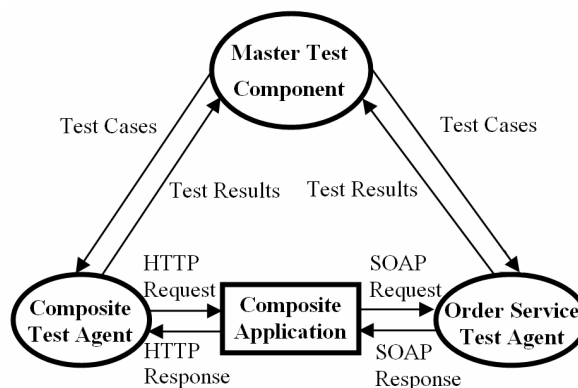 Master Test
Component
Test Cases
Test Cases
Test Results
Test Results
HTTP
Request
SOAP
Request
Composite
Test Agent
Composite
Application
Order Service
Test Agent
HTTP
Response
SOAP
Response